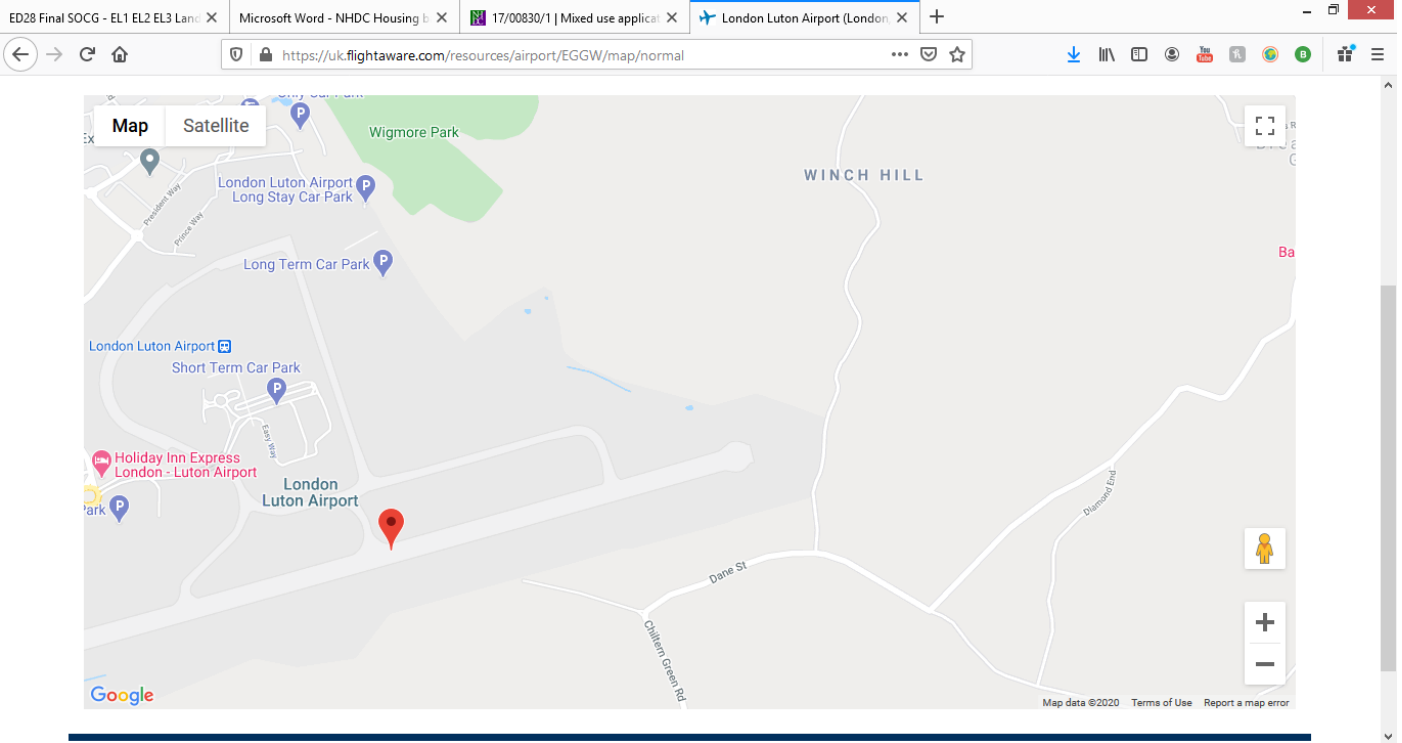 ED28 Final SOCG - EL1 EL2 EL3 Land
Microsoft Word - NHDC Housing b
17/00830/1 | Mixed use applicat
London Luton Airport (London,
https://uk.flightaware.com/resources/airport/EGGW/map/normal
Map
Satellite
Wigmore Park
WINCH HILL
London Luton Airport
Long Stay Car Park
President Way
Prince Way
Long Term Car Park
Ba
London Luton Airport
Short Term Car Park
Easy Way
Holiday Inn Express
London - Luton Airport
London
Luton Airport
Park
Diamond End
Dane St
Chiltern Green Rd
Google
Map data ©2020
Terms of Use
Report a map error